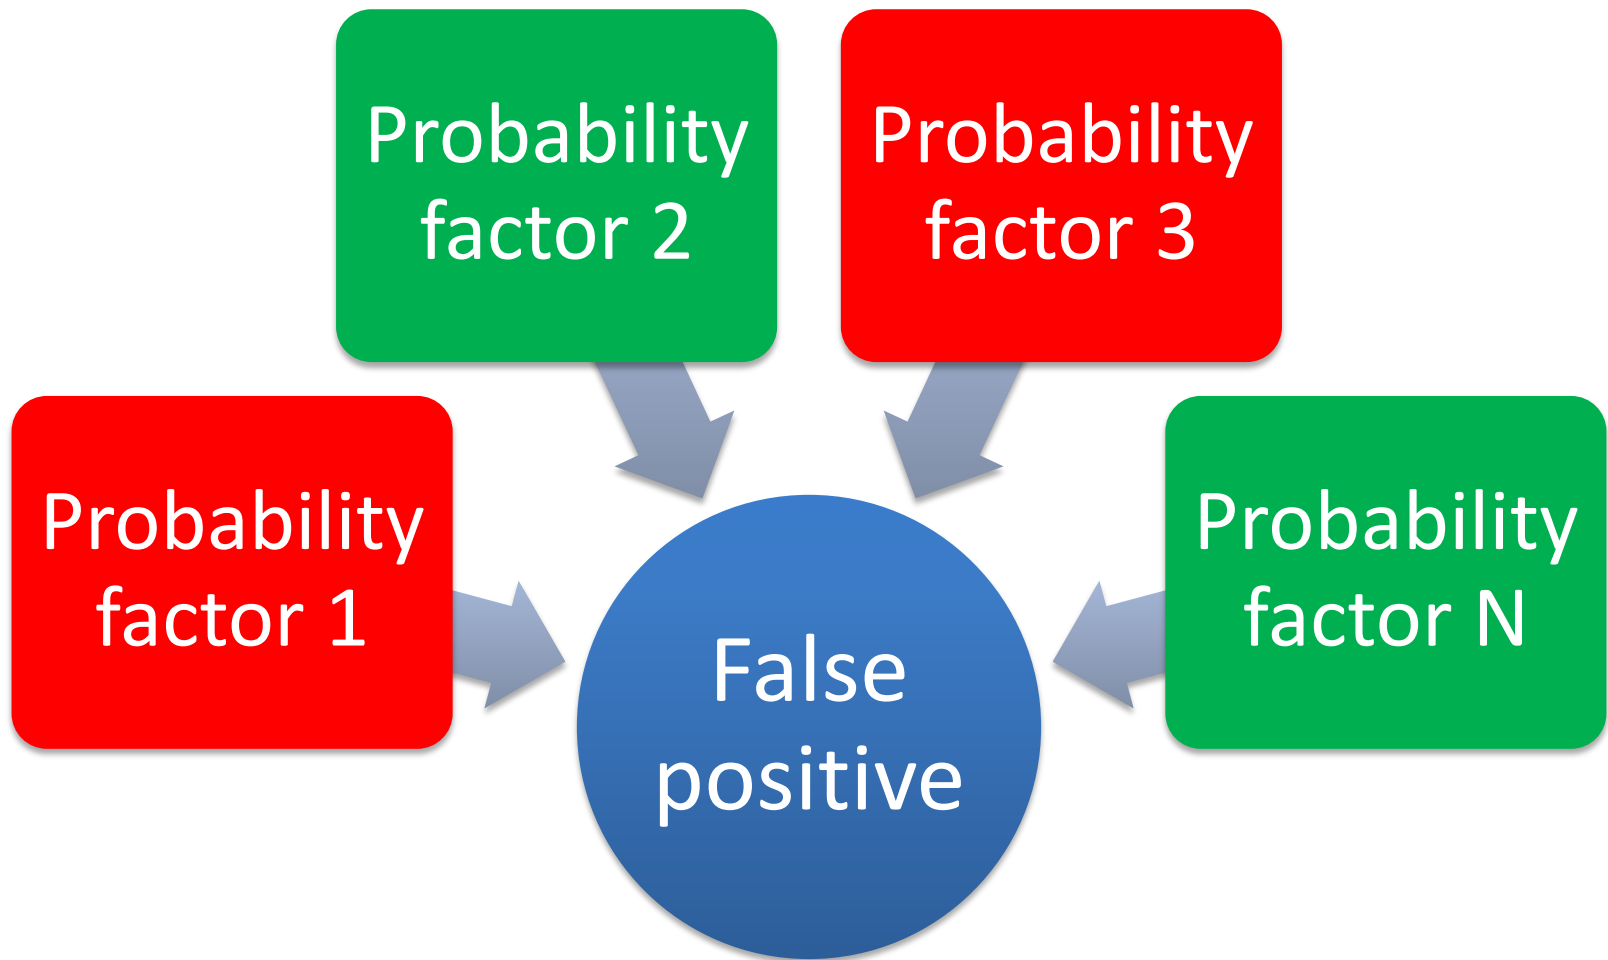 Probability
factor 1
Probability
factor 2
Probability
factor 3
Probability
factor N
False
positive